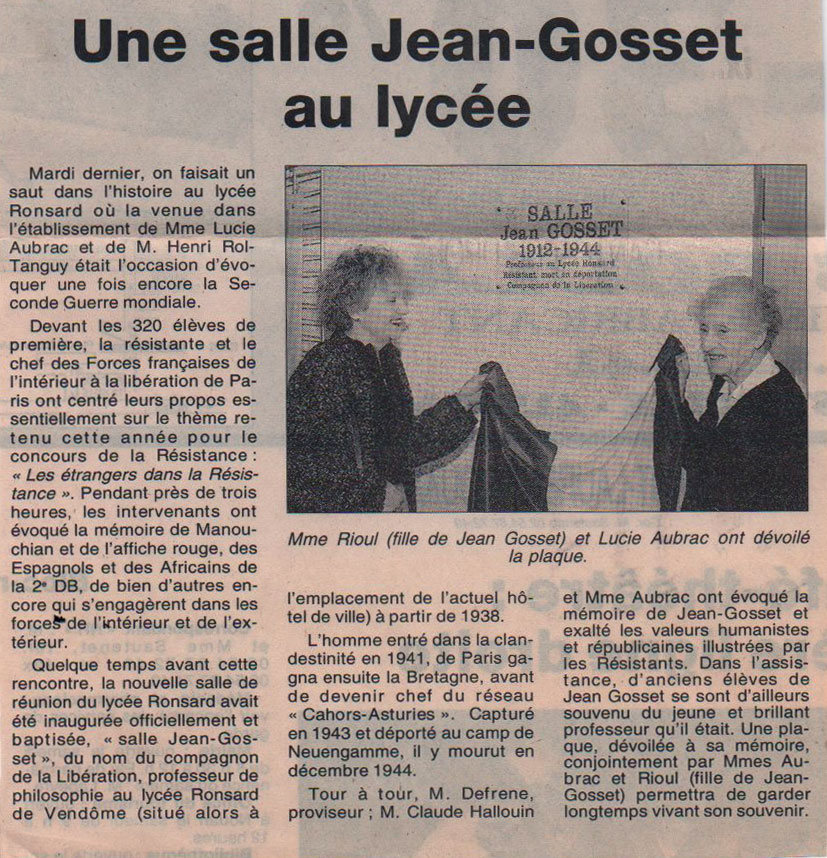 Une salle Jean-Gosset
au lycée
Mardi dernier, on faisait un
saut dans l'histoire au lycée
Ronsard où la venue dans
l'établissement de Mme Lucie
Aubrac et de M. Henri Rol-
Tanguy était l'occasion d'évo-
quer une fois encore la Se-
conde Guerre mondiale.
Devant les 320 élèves de
première, la résistante et le
chef des Forces françaises de
l'intérieur à la libération de Pa-
ris ont centré leurs propos es-
sentiellement sur le thème re-
tenu cette année pour le
concours de la Résistance :
« Les étrangers dans la Résis-
tance ». Pendant près de trois
heures, les intervenants ont
évoqué la mémoire de Manou-
chian et de l'affiche rouge, des
Espagnols et des Africains de
la 2e DB, de bien d'autres en-
core qui s'engagèrent dans les
forces de l'intérieur et de l'ex-
térieur.
Quelque temps avant cette
rencontre, la nouvelle salle de
réunion du lycée Ronsard avait
été inaugurée officiellement et
baptisée, « salle Jean-Gos-
set », du nom du compagnon
de la Libération, professeur de
philosophie au lycée Ronsard
de Vendôme (situé alors à
SALLE
Jean GOSSET
1912-1944
Professeur au Lycée Ronsard
Résistant, mort en déportation
Compagnon de la Libération
Mme Rioul (fille de Jean Gosset) et Lucie Aubrac ont dévoilé
la plaque.
l'emplacement de l'actuel hô-
tel de ville) à partir de 1938.
L'homme entré dans la clan-
destinité en 1941, de Paris ga-
gna ensuite la Bretagne, avant
de devenir chef du réseau
« Cahors-Asturies ». Capturé
en 1943 et déporté au camp de
Neuengamme, il y mourut en
décembre 1944.
Tour à tour, M. Defrene,
proviseur ; M. Claude Hallouin
et Mme Aubrac ont évoqué la
mémoire de Jean-Gosset et
exalté les valeurs humanistes
et républicaines illustrées par
les Résistants. Dans l'assis-
tance, d'anciens élèves de
Jean Gosset se sont d'ailleurs
souvenu du jeune et brillant
professeur qu'il était. Une pla-
que, dévoilée à sa mémoire,
conjointement par Mmes Au-
brac et Rioul (fille de Jean-
Gosset) permettra de garder
longtemps vivant son souvenir.